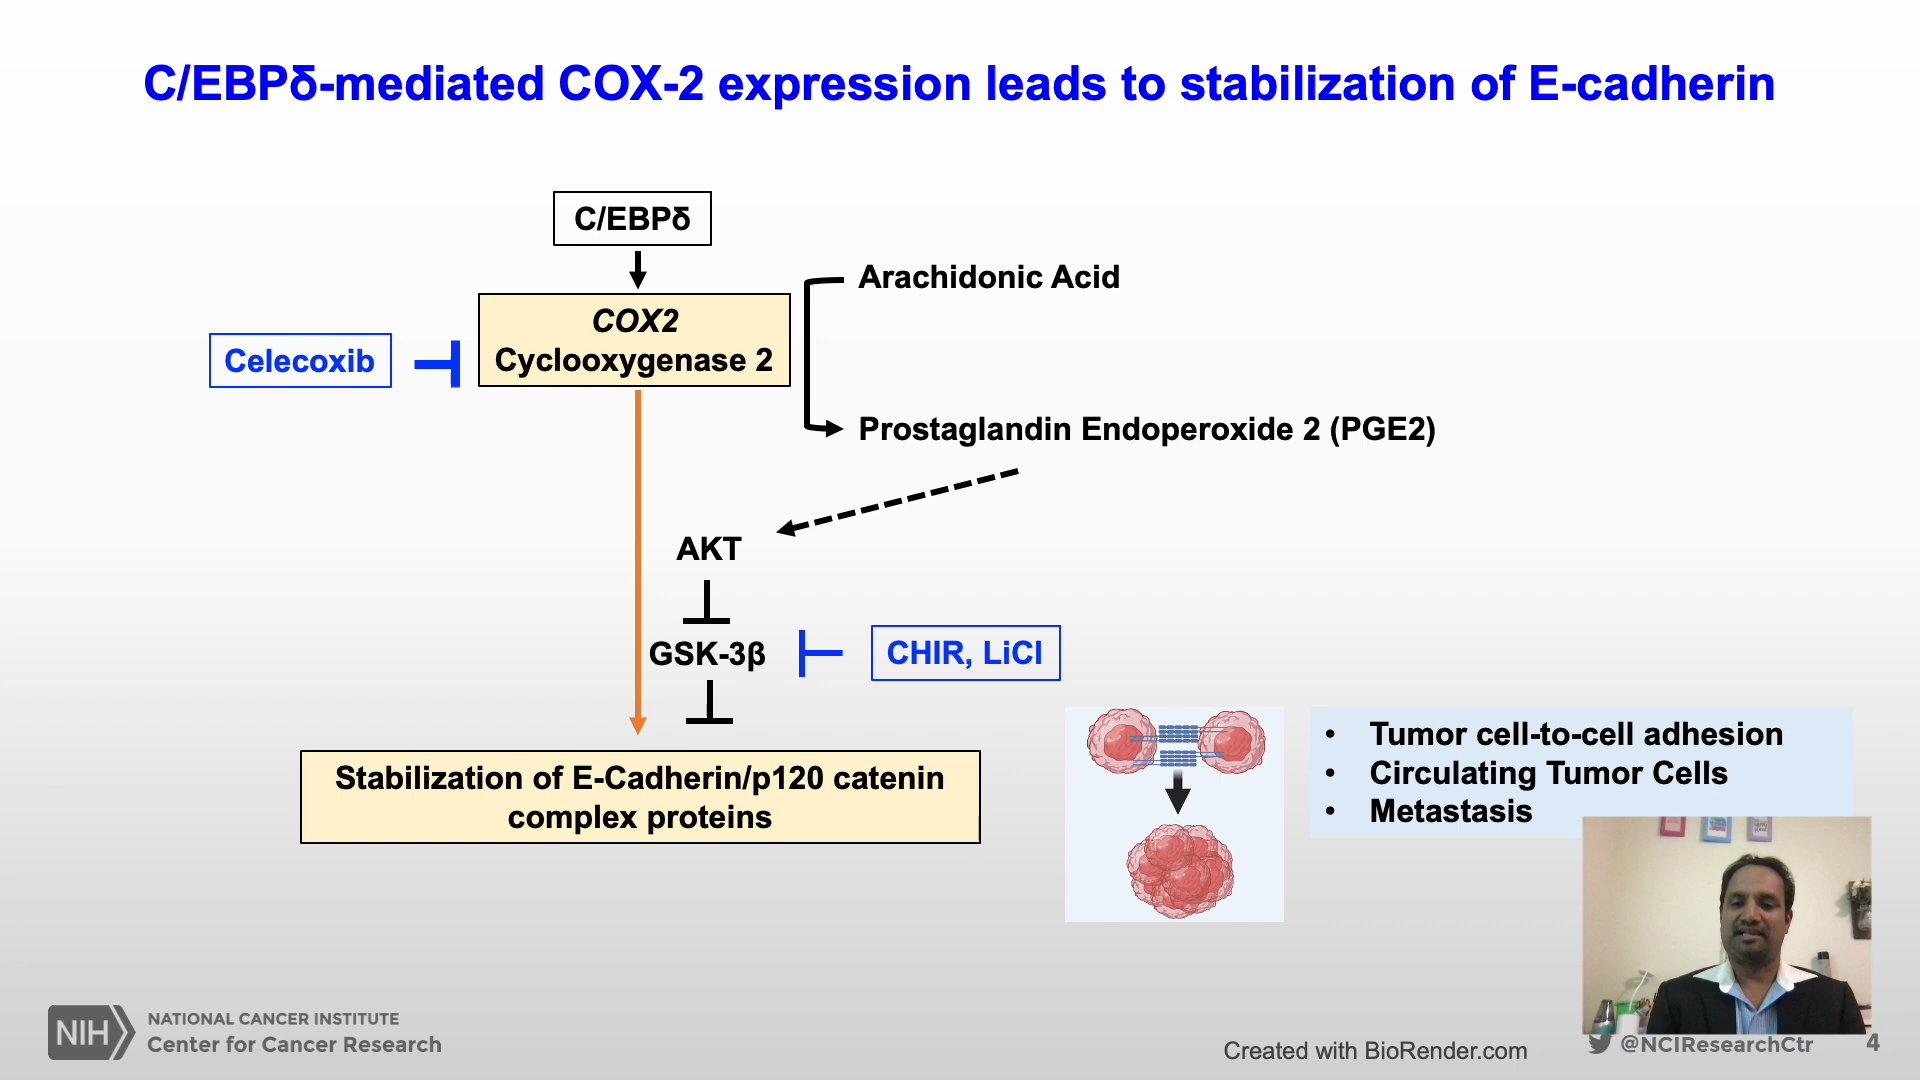 C/EBPδ-mediated COX-2 expression leads to stabilization of E-cadherin
C/EBPδ
COX2
Cyclooxygenase 2
Celecoxib
Arachidonic Acid
Prostaglandin Endoperoxide 2 (PGE2)
AKT
GSK-3β
CHIR, LiCl
Stabilization of E-Cadherin/p120 catenin
complex proteins
• Tumor cell-to-cell adhesion
• Circulating Tumor Cells
• Metastasis
NIH
NATIONAL CANCER INSTITUTE
Center for Cancer Research
Created with BioRender.com
@NCIResearchCtr
4